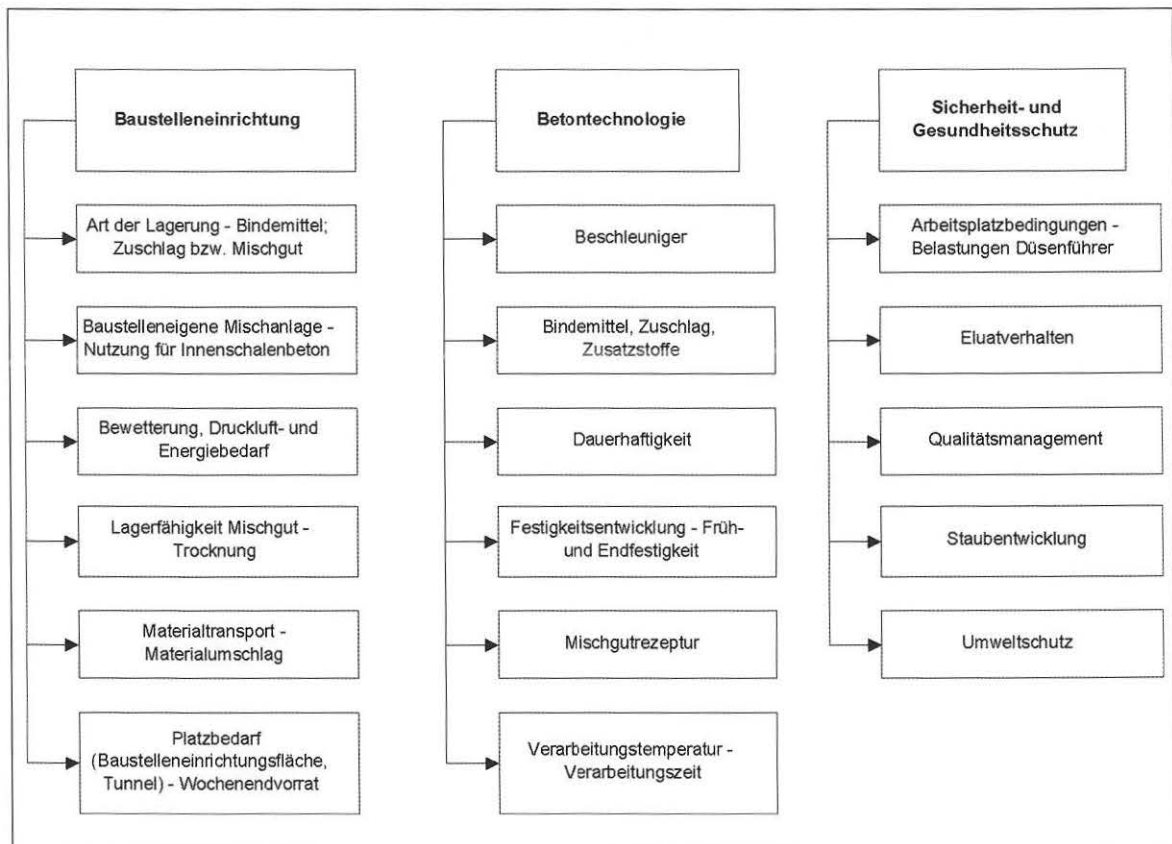 Baustelleneinrichtung
Art der Lagerung - Bindemittel;
Zuschlag bzw. Mischgut
Baustelleneigene Mischanlage -
Nutzung für Innenschalenbeton
Bewetterung, Druckluft- und
Energiebedarf
Lagerfähigkeit Mischgut -
Trocknung
Materialtransport -
Materialumschlag
Platzbedarf
(Baustelleneinrichtungsfläche,
Tunnel) - Wochenendvorrat
Betontechnologie
Beschleuniger
Bindemittel, Zuschlag,
Zusatzstoffe
Dauerhaftigkeit
Festigkeitsentwicklung - Früh-
und Endfestigkeit
Mischgutrezeptur
Verarbeitungstemperatur -
Verarbeitungszeit
Sicherheit- und
Gesundheitsschutz
Arbeitsplatzbedingungen -
Belastungen Düsenführer
Eluatverhalten
Qualitätsmanagement
Staubentwicklung
Umweltschutz